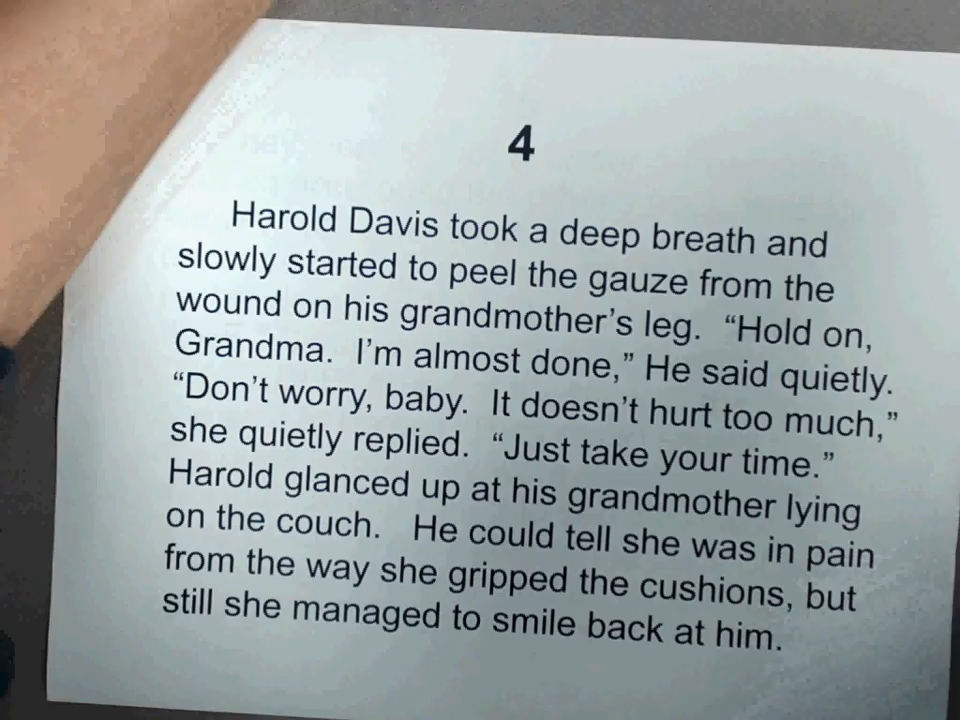 4
Harold Davis took a deep breath and
slowly started to peel the gauze from the
wound on his grandmother's leg.  “Hold on,
Grandma.  I'm almost done,” He said quietly.
“Don't worry, baby.  It doesn't hurt too much,”
she quietly replied.  “Just take your time.”
Harold glanced up at his grandmother lying
on the couch.   He could tell she was in pain
from the way she gripped the cushions, but
still she managed to smile back at him.